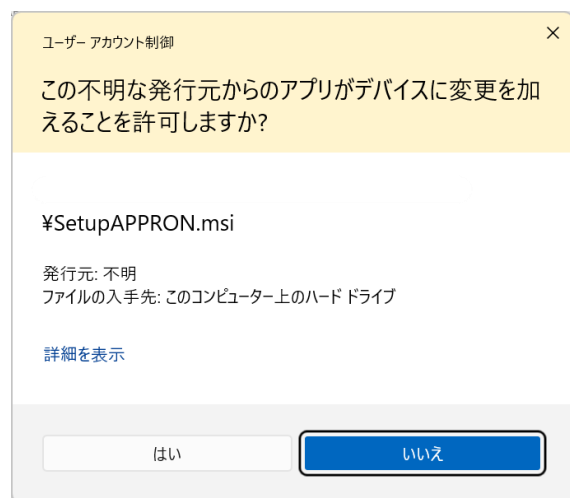 ユーザー アカウント制御
この不明な発行元からのアプリがデバイスに変更を加
えることを許可しますか?
¥SetupAPPRON.msi
発行元: 不明
ファイルの入手先: このコンピューター上のハード ドライブ
詳細を表示
はい
いいえ